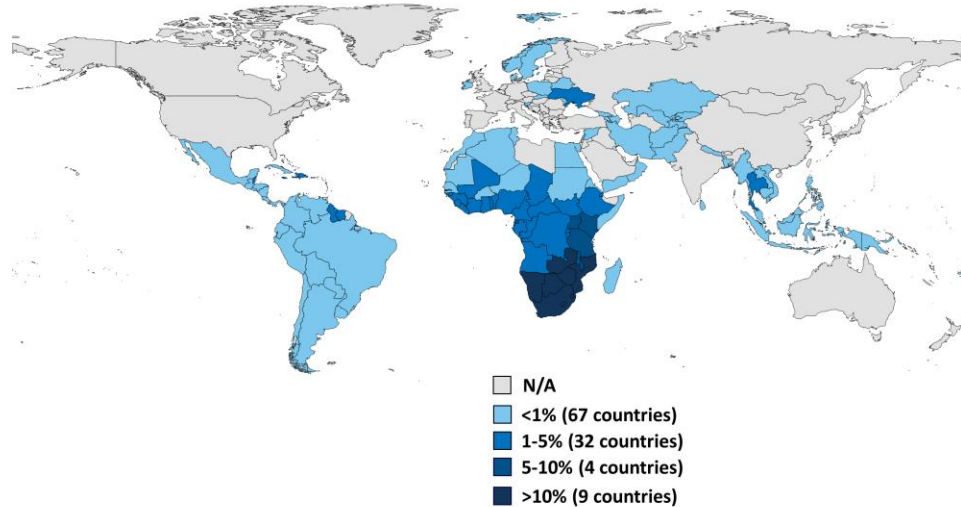 N/A
<1% (67 countries)
1-5% (32 countries)
5-10% (4 countries)
>10% (9 countries)